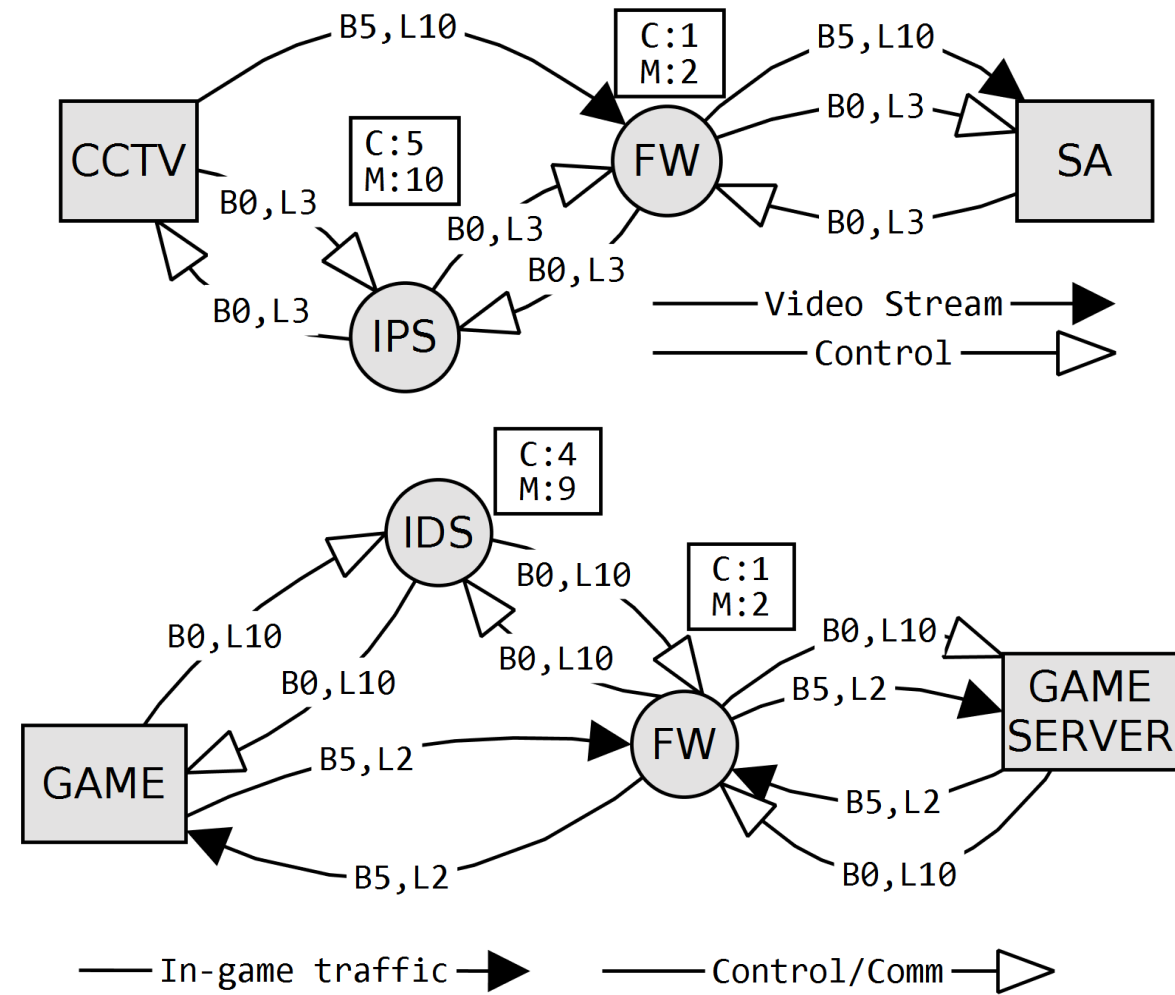 B5,L10
C:1
M:2
B5,L10
B0,L3
CCTV
C:5
M:10
FW
SA
B0,L3
B0,L3
B0,L3
B0,L3
B0,L3
IPS
Video Stream
Control
C:4
M:9
IDS
B0,L10
C:1
M:2
B0,L10
B0,L10
B0,L10
B0,L10
B5,L2
GAME
SERVER
GAME
B5,L2
FW
B5,L2
B5,L2
B0,L10
In-game traffic
Control/Comm